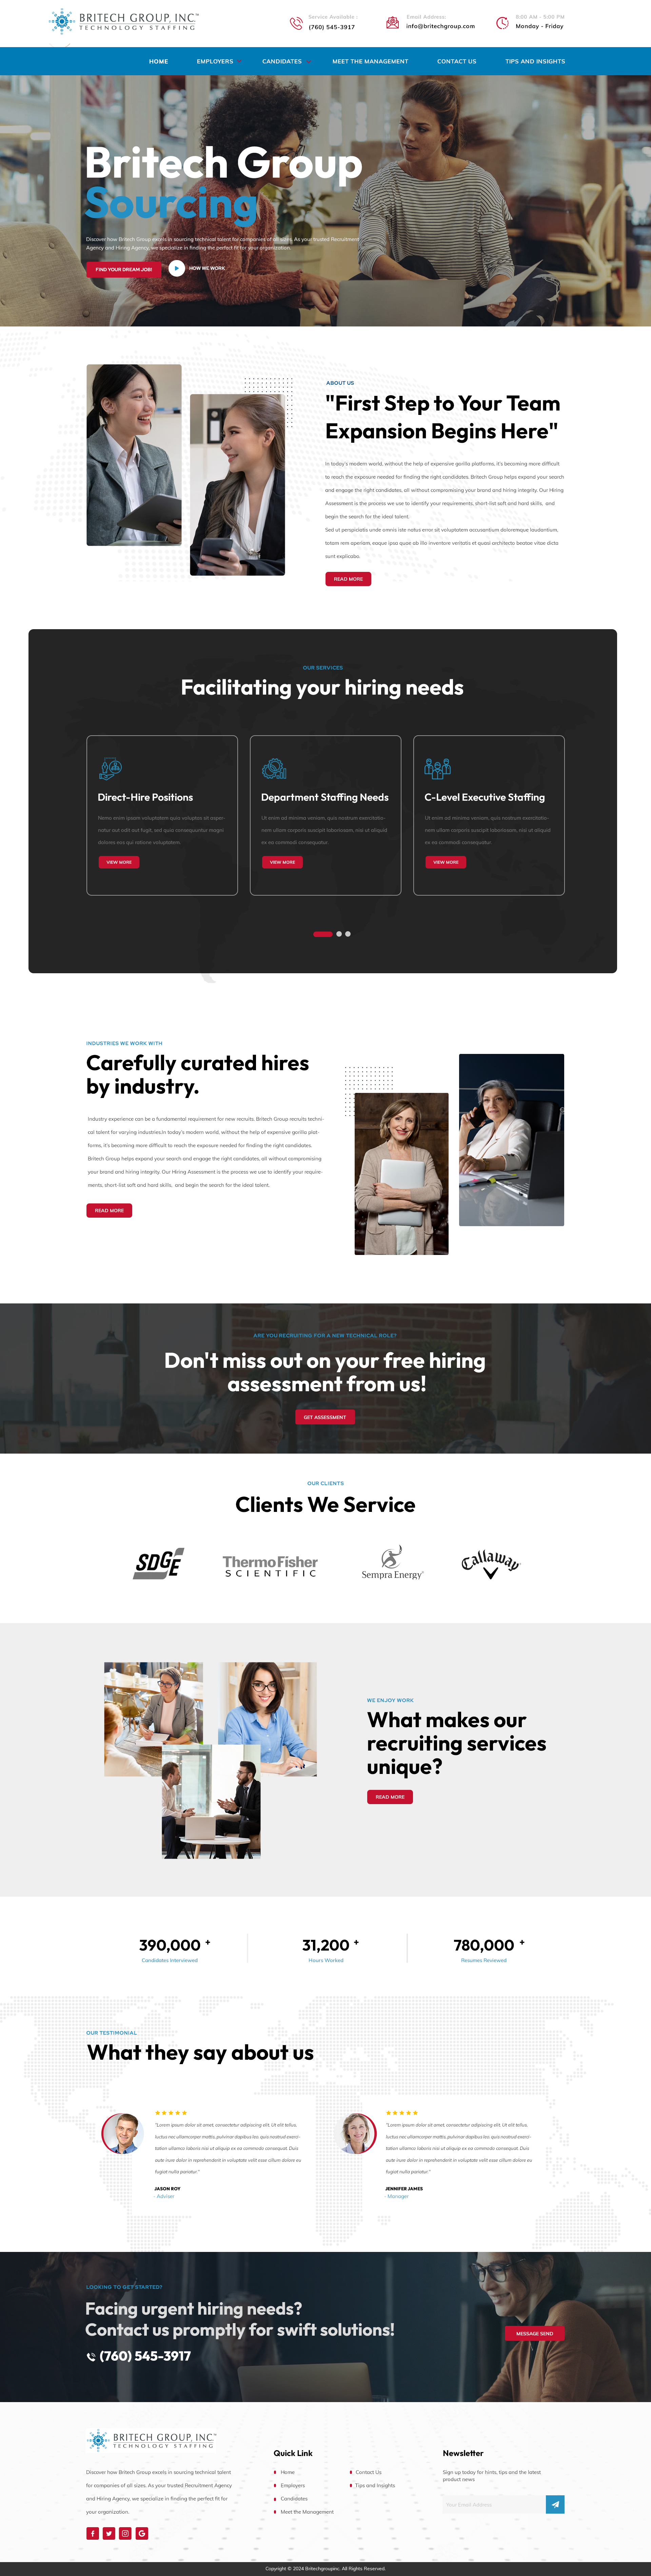 BRITECH GROUP, INC.™
TECHNOLOGY STAFFING
Service Available :
(760) 545-3917
Email Address:
info@britechgroup.com
8:00 AM - 5:00 PM
Monday - Friday
HOME
EMPLOYERS
CANDIDATES
MEET THE MANAGEMENT
CONTACT US
TIPS AND INSIGHTS
Britech Group
Sourcing
Discover how Britech Group excels in sourcing technical talent for companies of all sizes. As your trusted Recruitment
Agency and Hiring Agency, we specialize in finding the perfect fit for your organization.
FIND YOUR DREAM JOB!
HOW WE WORK
ABOUT US
"First Step to Your Team
Expansion Begins Here"
In today's modern world, without the help of expensive gorilla platforms, it's becoming more difficult
to reach the exposure needed for finding the right candidates. Britech Group helps expand your search
and engage the right candidates, all without compromising your brand and hiring integrity. Our Hiring
Assessment is the process we use to identify your requirements, short-list soft and hard skills, and
begin the search for the ideal talent.
Sed ut perspiciatis unde omnis iste natus error sit voluptatem accusantium doloremque laudantium,
totam rem aperiam, eaque ipsa quae ab illo inventore veritatis et quasi architecto beatae vitae dicta
sunt explicabo.
READ MORE
OUR SERVICES
Facilitating your hiring needs
Direct-Hire Positions
Nemo enim ipsam voluptatem quia voluptas sit asper-
natur aut odit aut fugit, sed quia consequuntur magni
dolores eos qui ratione voluptatem.
VIEW MORE
Department Staffing Needs
Ut enim ad minima veniam, quis nostrum exercitatio-
nem ullam corporis suscipit laboriosam, nisi ut aliquid
ex ea commodi consequatur.
VIEW MORE
C-Level Executive Staffing
Ut enim ad minima veniam, quis nostrum exercitatio-
nem ullam corporis suscipit laboriosam, nisi ut aliquid
ex ea commodi consequatur.
VIEW MORE
INDUSTRIES WE WORK WITH
Carefully curated hires
by industry.
Industry experience can be a fundamental requirement for new recruits. Britech Group recruits techni-
cal talent for varying industries.In today's modern world, without the help of expensive gorilla plat-
forms, it's becoming more difficult to reach the exposure needed for finding the right candidates.
Britech Group helps expand your search and engage the right candidates, all without compromising
your brand and hiring integrity. Our Hiring Assessment is the process we use to identify your require-
ments, short-list soft and hard skills, and begin the search for the ideal talent.
READ MORE
ARE YOU RECRUITING FOR A NEW TECHNICAL ROLE?
Don't miss out on your free hiring
assessment from us!
GET ASSESSMENT
OUR CLIENTS
Clients We Service
SDGE
ThermoFisher
SCIENTIFIC
Sempra Energy®
Callaway
WE ENJOY WORK
What makes our
recruiting services
unique?
READ MORE
390,000 +
Candidates Interviewed
31,200 +
Hours Worked
780,000 +
Resumes Reviewed
OUR TESTIMONIAL
What they say about us
"Lorem ipsum dolor sit amet, consectetur adipiscing elit. Ut elit tellus,
luctus nec ullamcorper mattis, pulvinar dapibus leo. quis nostrud exerci-
tation ullamco laboris nisi ut aliquip ex ea commodo consequat. Duis
aute irure dolor in reprehenderit in voluptate velit esse cillum dolore eu
fugiat nulla pariatur."
JASON ROY
- Adviser
"Lorem ipsum dolor sit amet, consectetur adipiscing elit. Ut elit tellus,
luctus nec ullamcorper mattis, pulvinar dapibus leo. quis nostrud exerci-
tation ullamco laboris nisi ut aliquip ex ea commodo consequat. Duis
aute irure dolor in reprehenderit in voluptate velit esse cillum dolore eu
fugiat nulla pariatur."
JENNIFER JAMES
- Manager
LOOKING TO GET STARTED?
Facing urgent hiring needs?
Contact us promptly for swift solutions!
(760) 545-3917
MESSAGE SEND
BRITECH GROUP, INC.™
TECHNOLOGY STAFFING
Discover how Britech Group excels in sourcing technical talent
for companies of all sizes. As your trusted Recruitment Agency
and Hiring Agency, we specialize in finding the perfect fit for
your organization.
Quick Link
Home
Employers
Candidates
Meet the Management
Contact Us
Tips and Insights
Newsletter
Sign up today for hints, tips and the latest
product news
Your Email Address
Copyright © 2024 Britechgroupinc. All Rights Reserved.